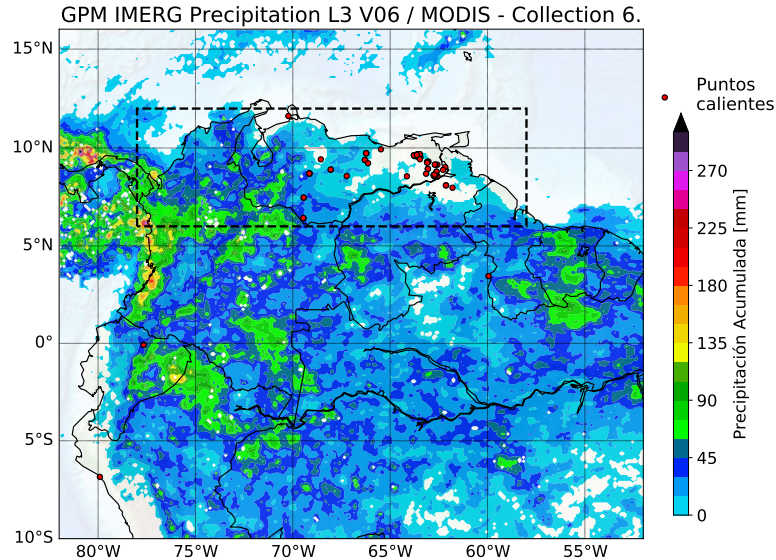 GPM IMERG Precipitation L3 V06 / MODIS - Collection 6.
15°N
10°N
5°N
0°
5°S
10°S
80°W
75°W
70°W
65°W
60°W
55°W
Puntos
calientes
270
225
180
135
90
45
0
Precipitación Acumulada [mm]